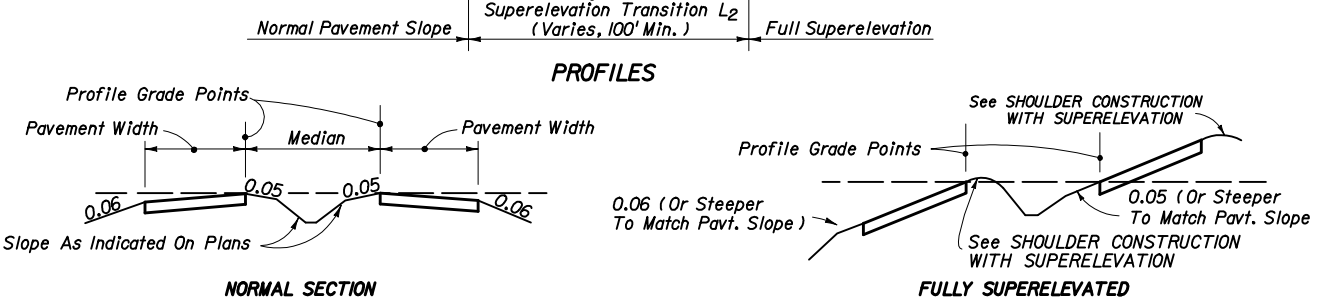 Superelevation Transition L2
(Varies, 100' Min.)
Normal Pavement Slope
Full Superelevation
PROFILES
Profile Grade Points
Pavement Width
Median
Pavement Width
0.06
0.05
0.05
0.06
Slope As Indicated On Plans
NORMAL SECTION
See SHOULDER CONSTRUCTION
WITH SUPERELEVATION
Profile Grade Points
0.06 (Or Steeper
To Match Pavt. Slope)
0.05 (Or Steeper
To Match Pavt. Slope
See SHOULDER CONSTRUCTION
WITH SUPERELEVATION
FULLY SUPERELEVATED